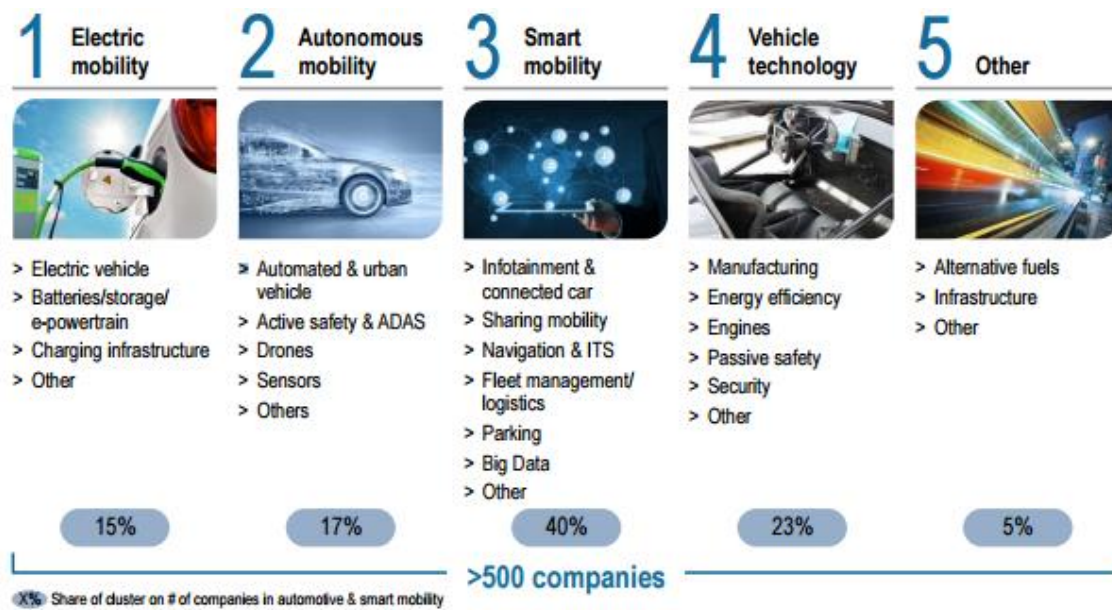 1 Electric
mobility
2 Autonomous
mobility
3 Smart
mobility
4 Vehicle
technology
5 Other
> Electric vehicle
> Batteries/storage/
e-powertrain
> Charging infrastructure
> Other
> Automated & urban
vehicle
> Active safety & ADAS
> Drones
> Sensors
> Others
> Infotainment &
connected car
> Sharing mobility
> Navigation & ITS
> Fleet management/
logistics
> Parking
> Big Data
> Other
> Manufacturing
> Energy efficiency
> Engines
> Passive safety
> Security
> Other
> Alternative fuels
> Infrastructure
> Other
15%
17%
40%
23%
5%
>500 companies
X% Share of cluster on # of companies in automotive & smart mobility